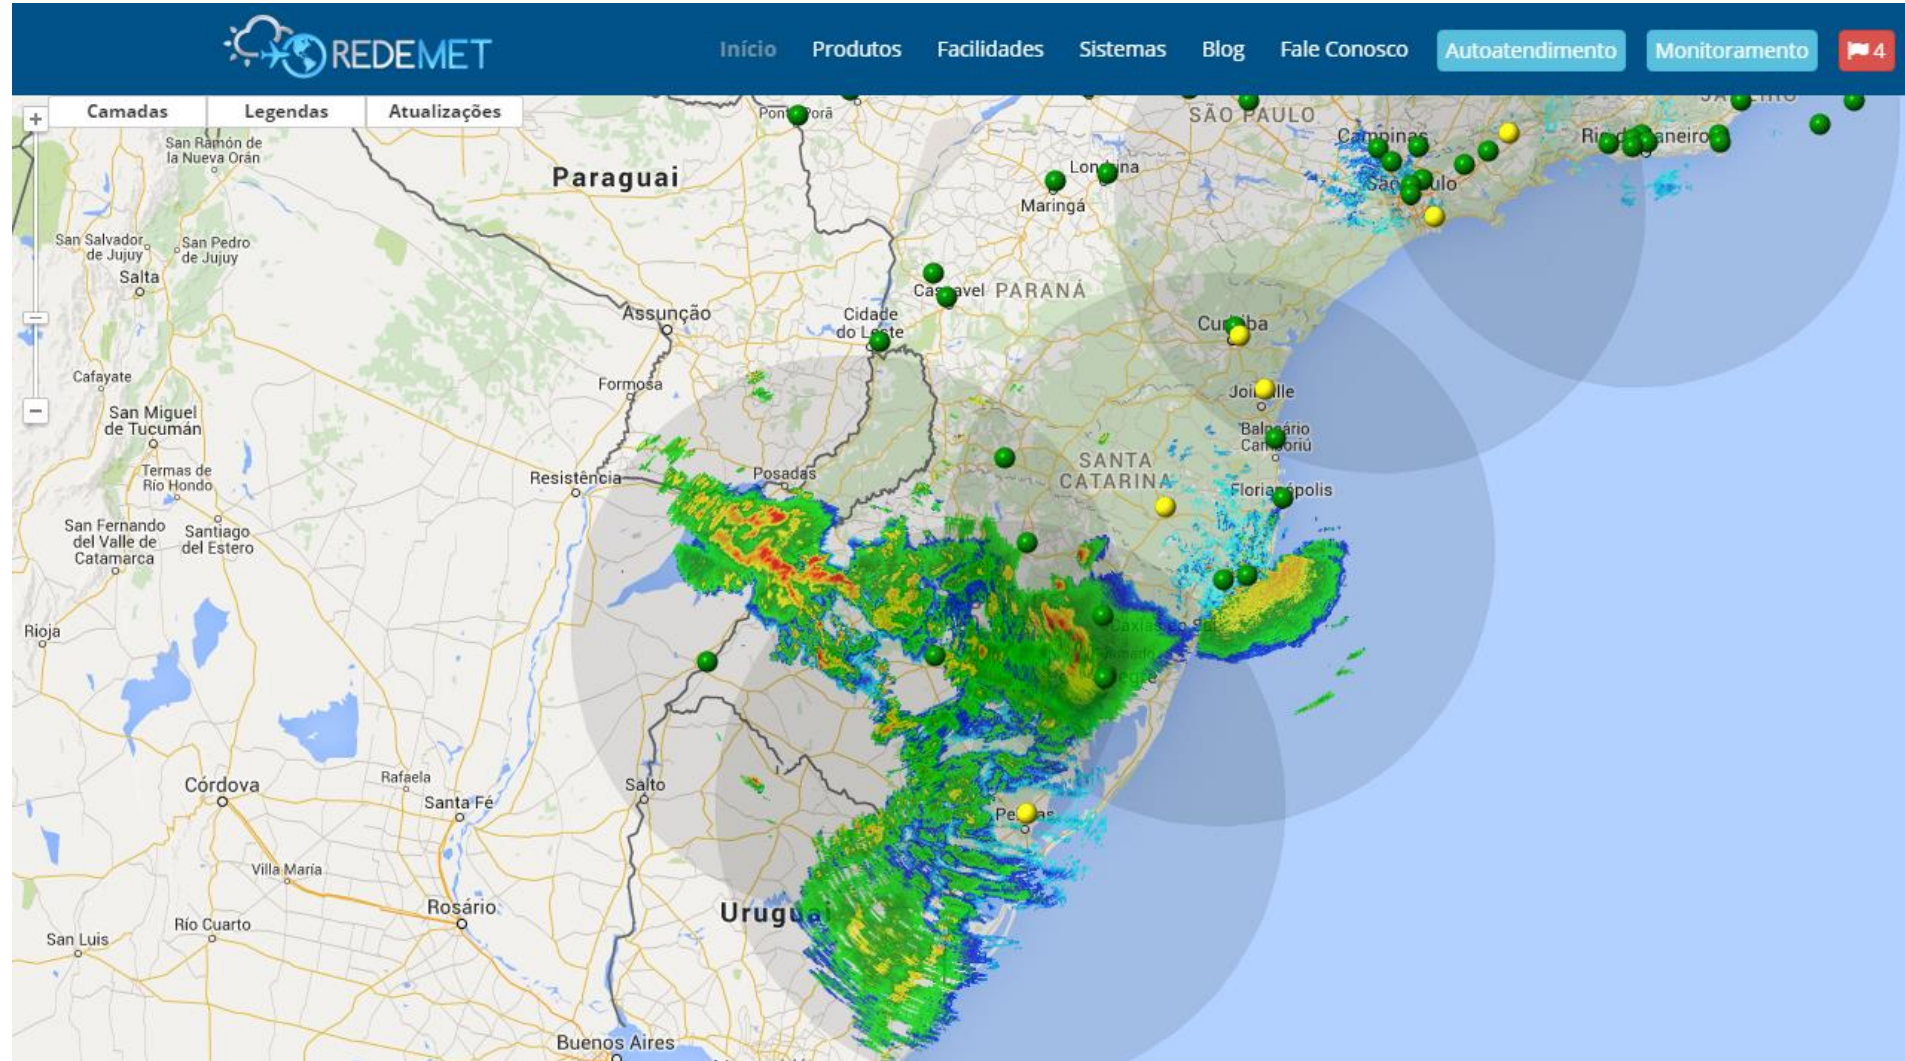 REDEMET
Início
Produtos
Facilidades
Sistemas
Blog
Fale Conosco
Autoatendimento
Monitoramento
4
+
Camadas
Legendas
Atualizações
San Ramón de
la Nueva Orán
Paraguai
SÃO PAULO
Campinas
Maringá
San Salvador
de Jujuy
San Pedro
de Jujuy
Salta
PARANÁ
Assunção
Cidade
do Leste
Cafayate
Formosa
San Miguel
de Tucumán
Balneário
Camboriú
Termas de
Río Hondo
Resistência
Posadas
SANTA
CATARINA
San Fernando
del Valle de
Catamarca
Santiago
del Estero
Rioja
Córdova
Rafaela
Salto
Santa Fé
Villa María
Rosário
Uruguai
Río Cuarto
San Luis
Buenos Aires